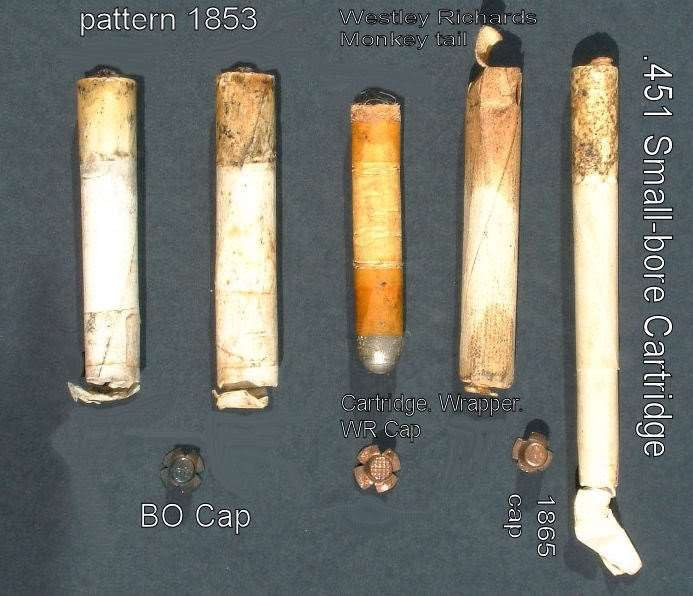 pattern 1853
Westley Richards
Monkey tail
.451 Small-bore Cartridge
Cartridge. Wrapper.
WR Cap
BO Cap
1865
cap